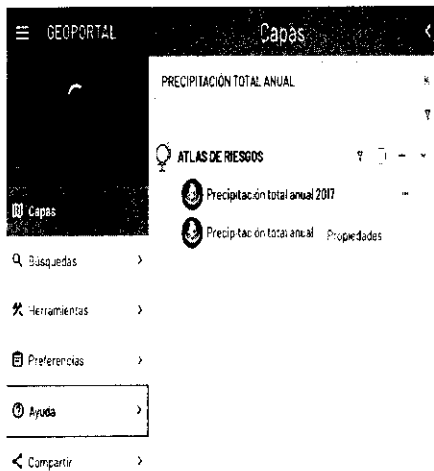 GEOPORTAL
Capas
PRECIPITACIÓN TOTAL ANUAL
ATLAS DE RIESGOS
Precipitación total anual 2017
Precipitación total anual
Propiedades
Capas
Búsquedas
Herramientas
Preferencias
Ayuda
Compartir